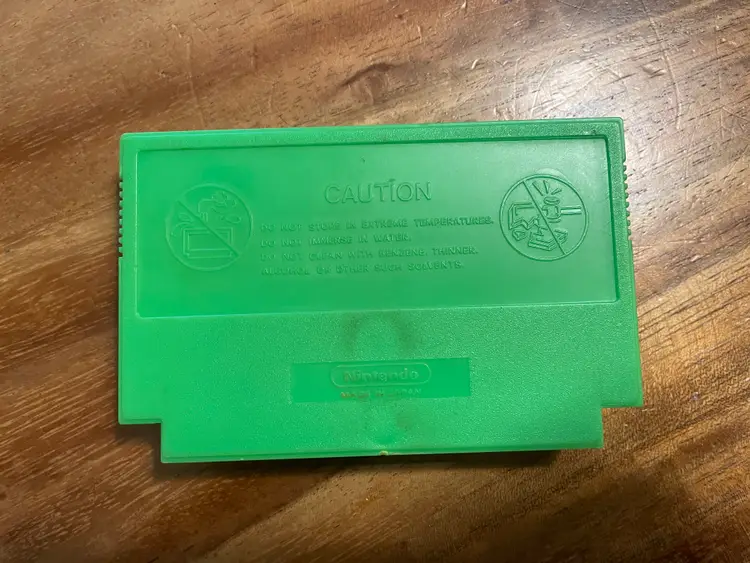 CAUTION
DO NOT STORE IN EXTREME TEMPERATURES.
DO NOT IMMERSE IN WATER.
DO NOT CLEAN WITH BENZENE, THINNER,
ALCOHOL OR OTHER SUCH SOLVENTS.
Nintendo
MADE IN JAPAN